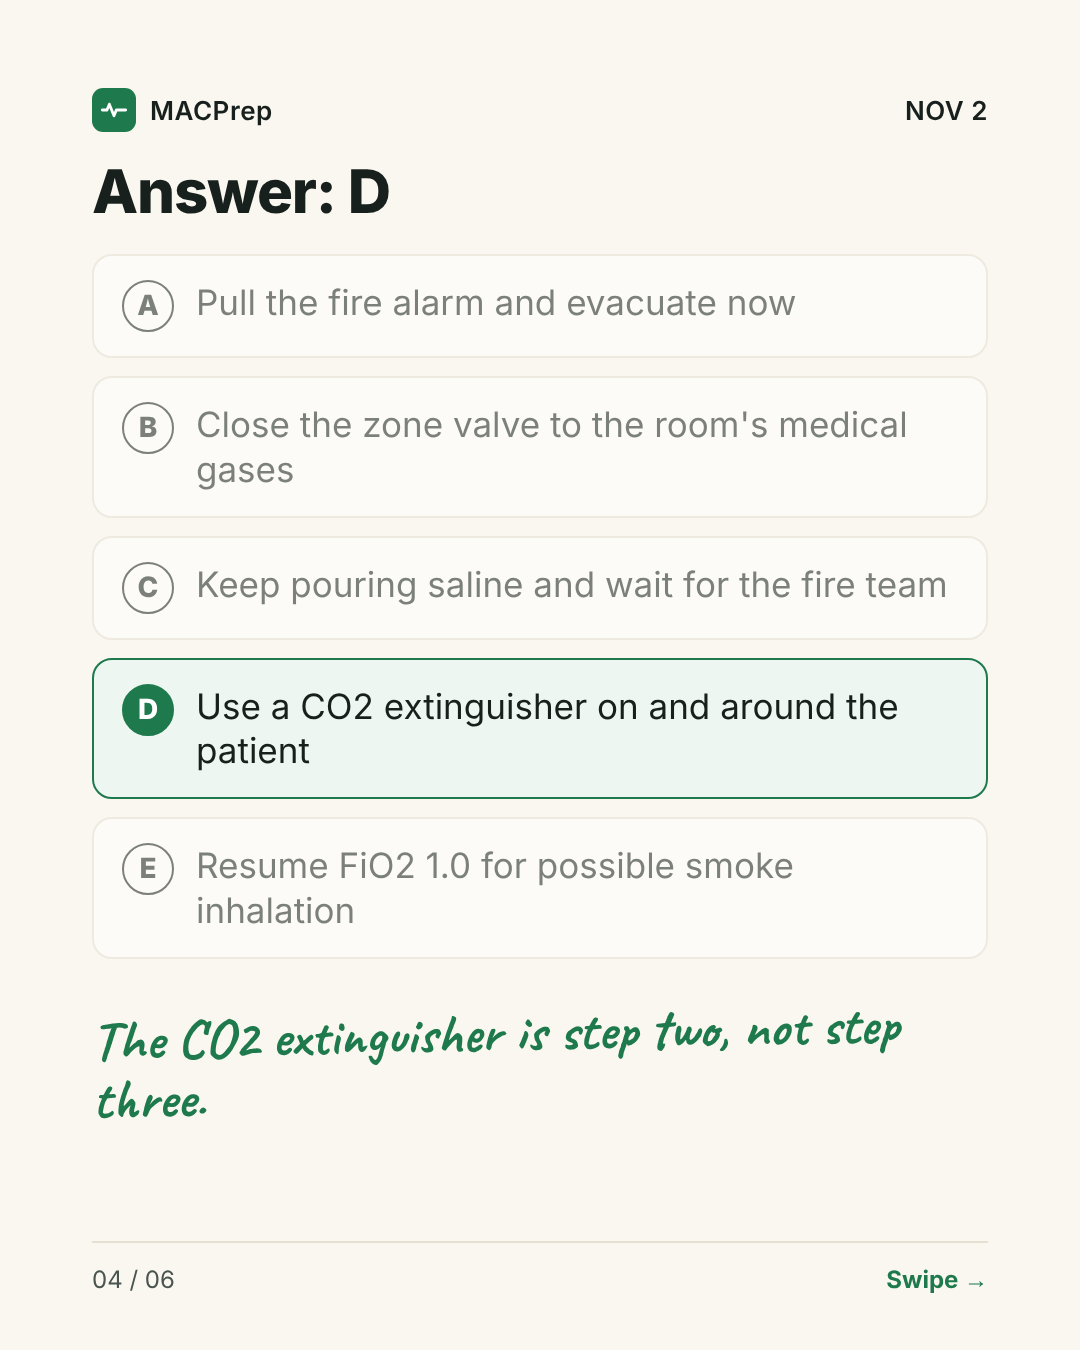 MACPrep
NOV 2
Answer: D
A Pull the fire alarm and evacuate now
B Close the zone valve to the room's medical
gases
C Keep pouring saline and wait for the fire team
D Use a CO2 extinguisher on and around the
patient
E Resume FiO2 1.0 for possible smoke
inhalation
The CO2 extinguisher is step two, not step
three.
04 / 06
Swipe →